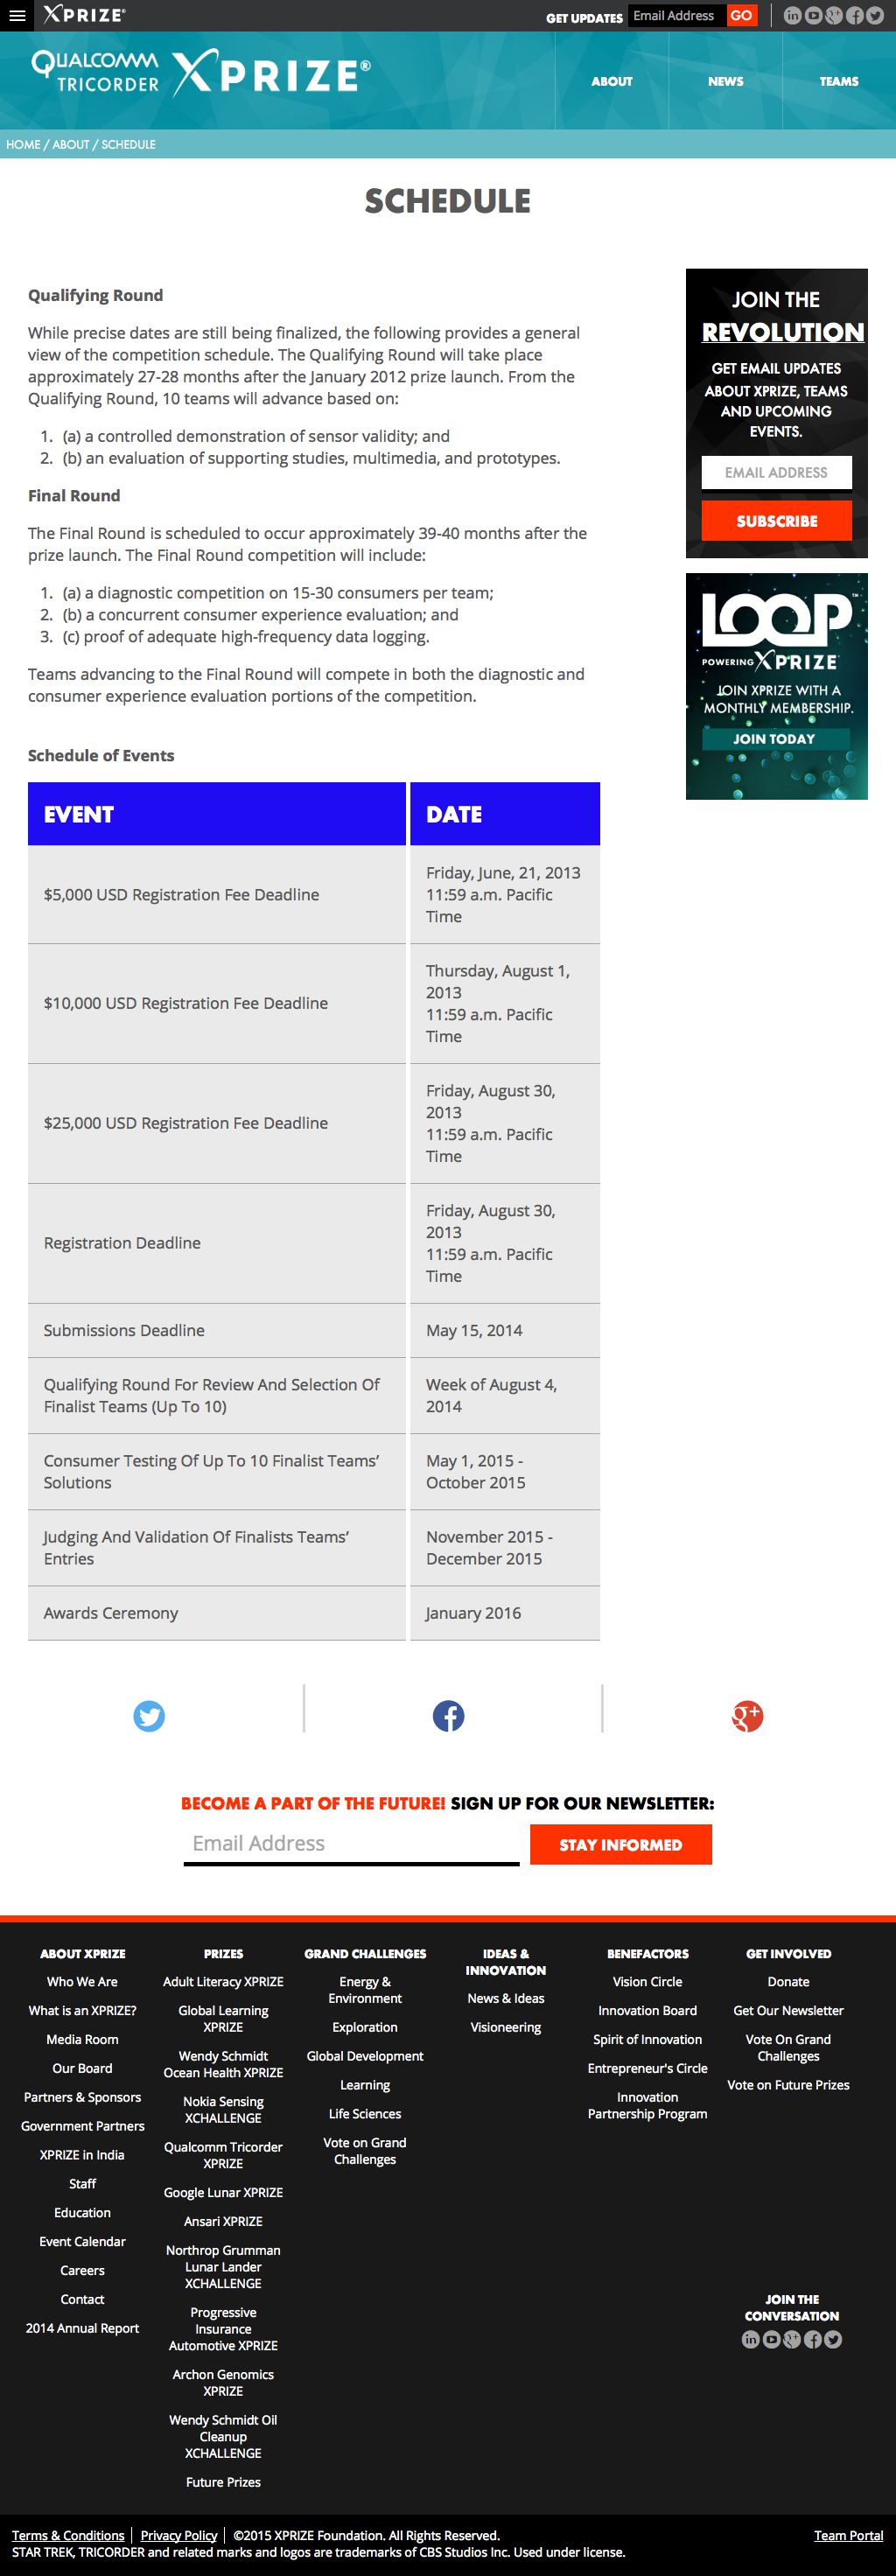 XPRIZE®
GET UPDATES Email Address GO
QUALCOMM
TRICORDER XPRIZE®
ABOUT NEWS TEAMS
HOME / ABOUT / SCHEDULE
SCHEDULE
Qualifying Round
While precise dates are still being finalized, the following provides a general
view of the competition schedule. The Qualifying Round will take place
approximately 27-28 months after the January 2012 prize launch. From the
Qualifying Round, 10 teams will advance based on:
1. (a) a controlled demonstration of sensor validity; and
2. (b) an evaluation of supporting studies, multimedia, and prototypes.
Final Round
The Final Round is scheduled to occur approximately 39-40 months after the
prize launch. The Final Round competition will include:
1. (a) a diagnostic competition on 15-30 consumers per team;
2. (b) a concurrent consumer experience evaluation; and
3. (c) proof of adequate high-frequency data logging.
Teams advancing to the Final Round will compete in both the diagnostic and
consumer experience evaluation portions of the competition.
JOIN THE
REVOLUTION
GET EMAIL UPDATES
ABOUT XPRIZE, TEAMS
AND UPCOMING
EVENTS.
EMAIL ADDRESS
SUBSCRIBE
LOOP™
POWERING XPRIZE
JOIN XPRIZE WITH A
MONTHLY MEMBERSHIP.
JOIN TODAY
Schedule of Events
EVENT DATE
$5,000 USD Registration Fee Deadline
Friday, June, 21, 2013
11:59 a.m. Pacific
Time
$10,000 USD Registration Fee Deadline
Thursday, August 1,
2013
11:59 a.m. Pacific
Time
$25,000 USD Registration Fee Deadline
Friday, August 30,
2013
11:59 a.m. Pacific
Time
Registration Deadline
Friday, August 30,
2013
11:59 a.m. Pacific
Time
Submissions Deadline
May 15, 2014
Qualifying Round For Review And Selection Of
Finalist Teams (Up To 10)
Week of August 4,
2014
Consumer Testing Of Up To 10 Finalist Teams’
Solutions
May 1, 2015 -
October 2015
Judging And Validation Of Finalists Teams’
Entries
November 2015 -
December 2015
Awards Ceremony
January 2016
BECOME A PART OF THE FUTURE! SIGN UP FOR OUR NEWSLETTER:
Email Address STAY INFORMED
ABOUT XPRIZE
Who We Are
What is an XPRIZE?
Media Room
Our Board
Partners & Sponsors
Government Partners
XPRIZE in India
Staff
Education
Event Calendar
Careers
Contact
2014 Annual Report
PRIZES
Adult Literacy XPRIZE
Global Learning
XPRIZE
Wendy Schmidt
Ocean Health XPRIZE
Nokia Sensing
XCHALLENGE
Qualcomm Tricorder
XPRIZE
Google Lunar XPRIZE
Ansari XPRIZE
Northrop Grumman
Lunar Lander
XCHALLENGE
Progressive
Insurance
Automotive XPRIZE
Archon Genomics
XPRIZE
Wendy Schmidt Oil
Cleanup
XCHALLENGE
Future Prizes
GRAND CHALLENGES
Energy &
Environment
Exploration
Global Development
Learning
Life Sciences
Vote on Grand
Challenges
IDEAS &
INNOVATION
News & Ideas
Visioneering
BENEFACTORS
Vision Circle
Innovation Board
Spirit of Innovation
Entrepreneur's Circle
Innovation
Partnership Program
GET INVOLVED
Donate
Get Our Newsletter
Vote On Grand
Challenges
Vote on Future Prizes
JOIN THE
CONVERSATION
Terms & Conditions | Privacy Policy | ©2015 XPRIZE Foundation. All Rights Reserved. Team Portal
STAR TREK, TRICORDER and related marks and logos are trademarks of CBS Studios Inc. Used under license.